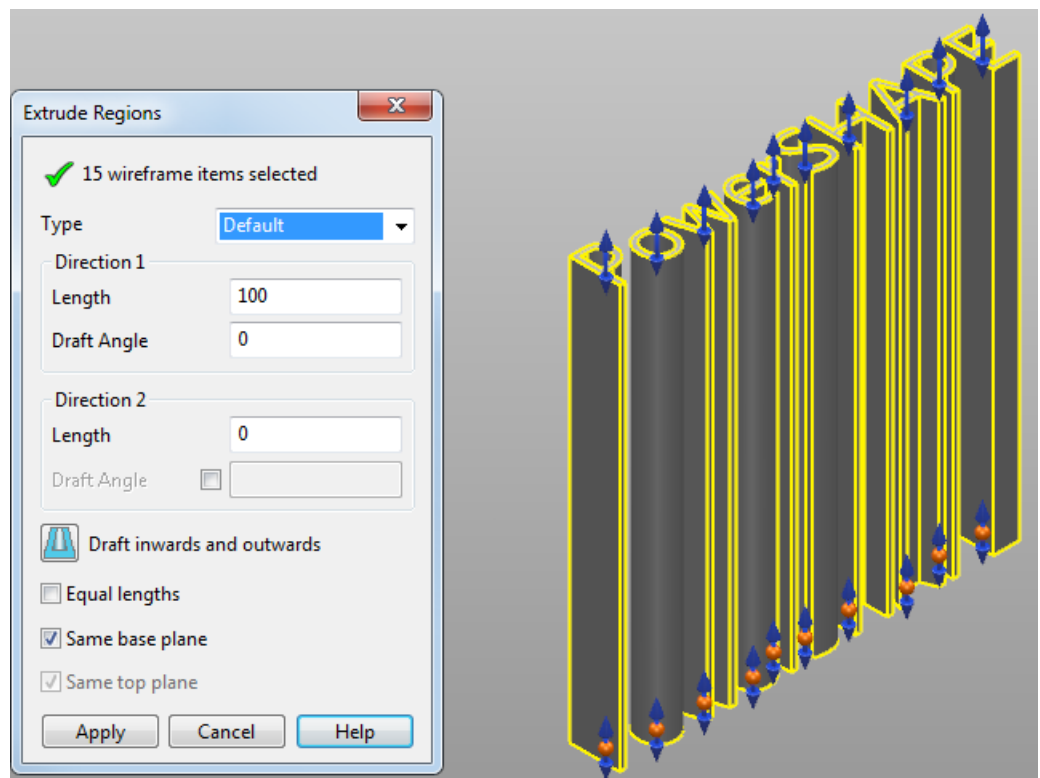 Extrude Regions
15 wireframe items selected
Type Default
Direction 1
Length 100
Draft Angle 0
Direction 2
Length 0
Draft Angle
Draft inwards and outwards
Equal lengths
Same base plane
Same top plane
Apply Cancel Help
PowerSHAPE